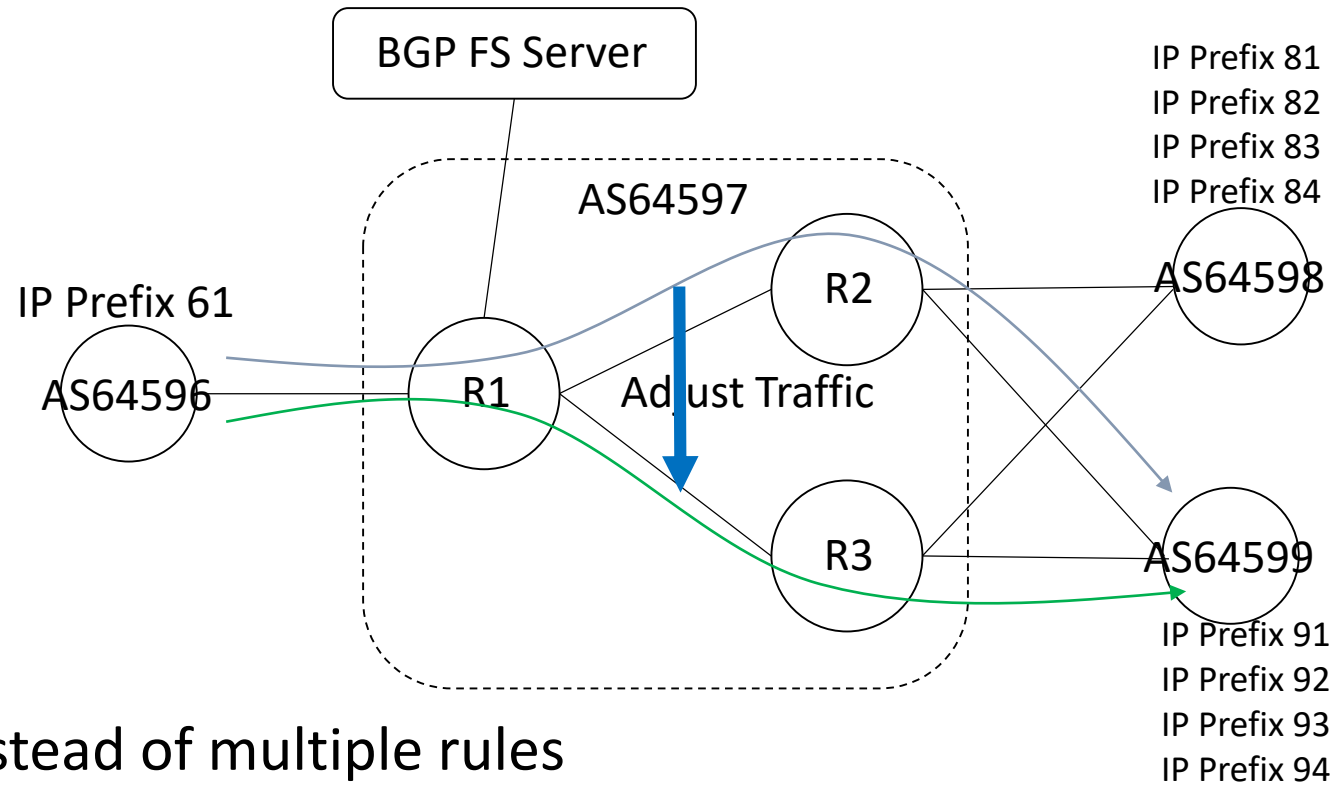 BGP FS Server
IP Prefix 81
IP Prefix 82
IP Prefix 83
IP Prefix 84
AS64597
AS64598
R2
IP Prefix 61
AS64596
R1
Adjust Traffic
R3
AS64599
IP Prefix 91
IP Prefix 92
IP Prefix 93
IP Prefix 94
stead of multiple rules